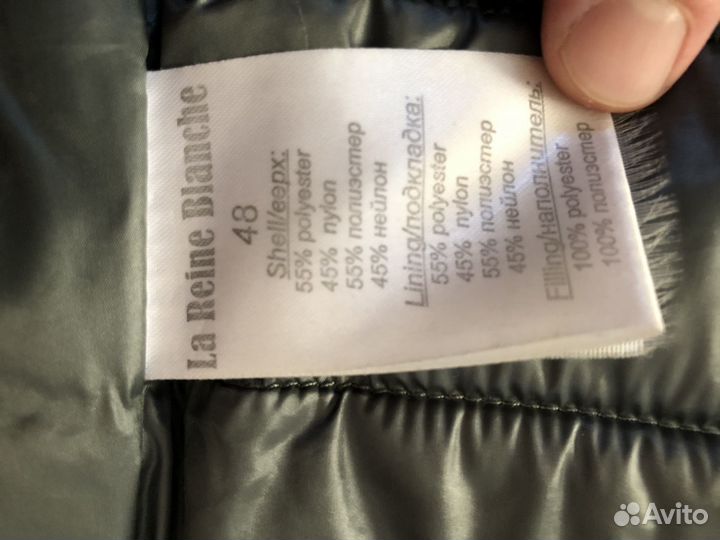 La Reine Blanche
48
Shell/верх:
55% polyester
45% nylon
55% полиэстер
45% нейлон
Lining/подкладка:
55% polyester
45% nylon
55% полиэстер
45% нейлон
Filling/наполнитель:
100% polyester
100% полиэстер
Avito